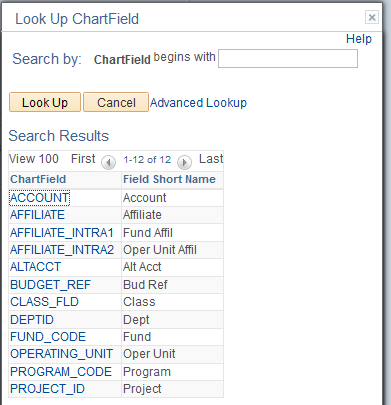 Look Up ChartField
Help
Search by: ChartField begins with
Look Up Cancel Advanced Lookup
Search Results
View 100 First 1-12 of 12 Last
ChartField Field Short Name
ACCOUNT Account
AFFILIATE Affiliate
AFFILIATE_INTRA1 Fund Affil
AFFILIATE_INTRA2 Oper Unit Affil
ALTACCT Alt Acct
BUDGET_REF Bud Ref
CLASS_FLD Class
DEPTID Dept
FUND_CODE Fund
OPERATING_UNIT Oper Unit
PROGRAM_CODE Program
PROJECT_ID Project